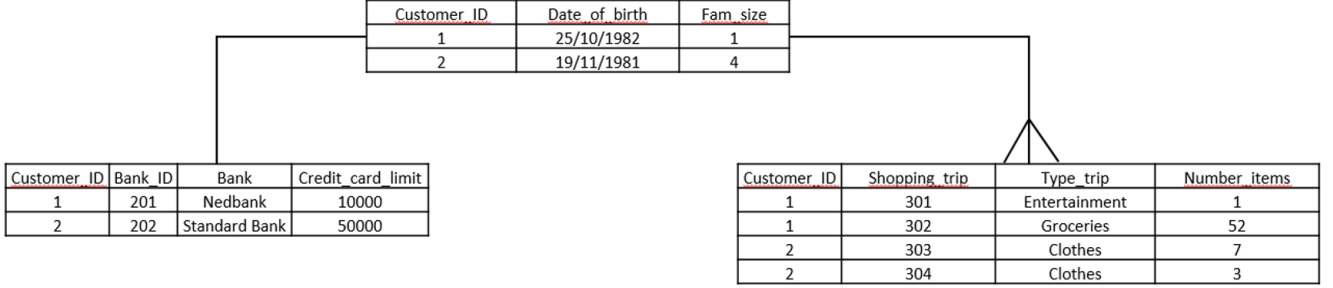 Customer_ID Date_of_birth Fam_size
1 25/10/1982 1
2 19/11/1981 4
Customer_ID Bank_ID Bank Credit_card_limit
1 201 Nedbank 10000
2 202 Standard Bank 50000
Customer_ID Shopping_trip Type_trip Number_items
1 301 Entertainment 1
1 302 Groceries 52
2 303 Clothes 7
2 304 Clothes 3